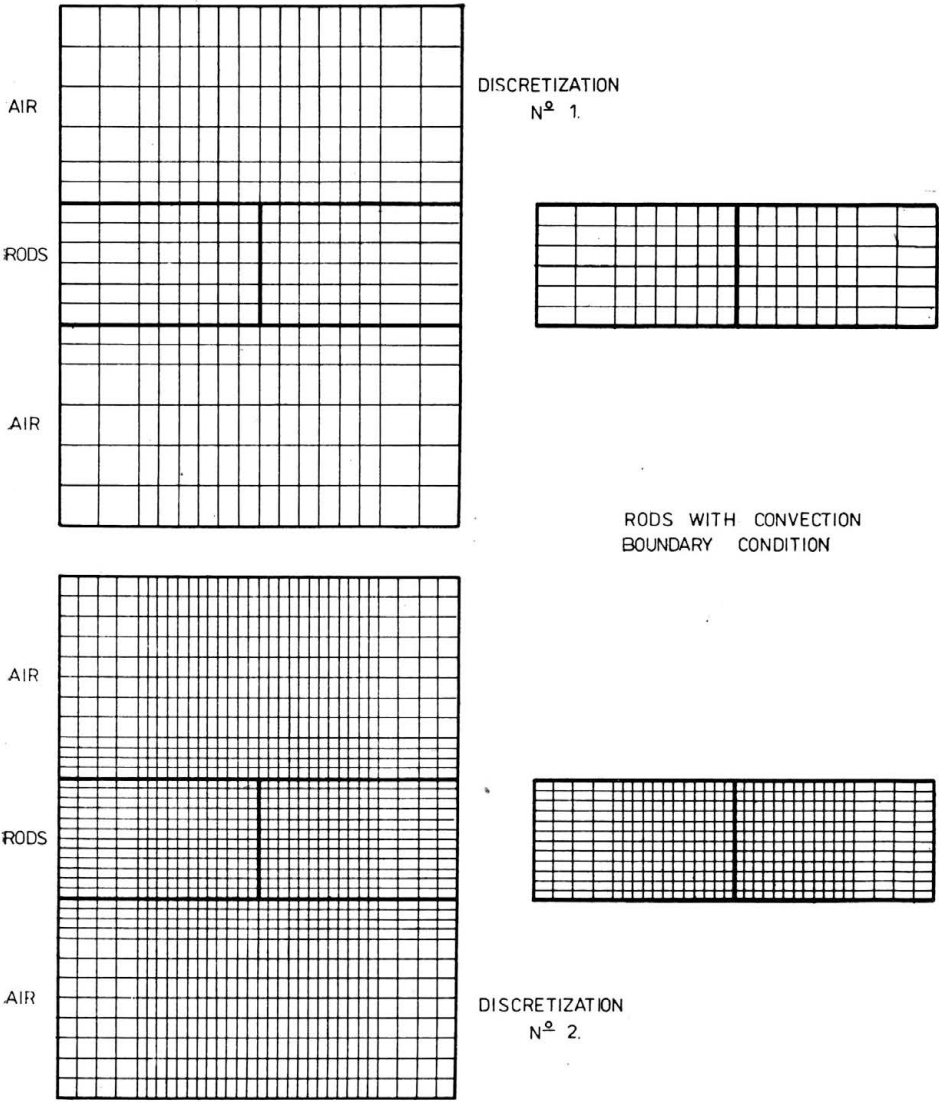 DISCRETIZATION
Nº 1.
AIR
RODS
AIR
RODS WITH CONVECTION
BOUNDARY CONDITION
AIR
RODS
AIR
DISCRETIZATION
Nº 2.